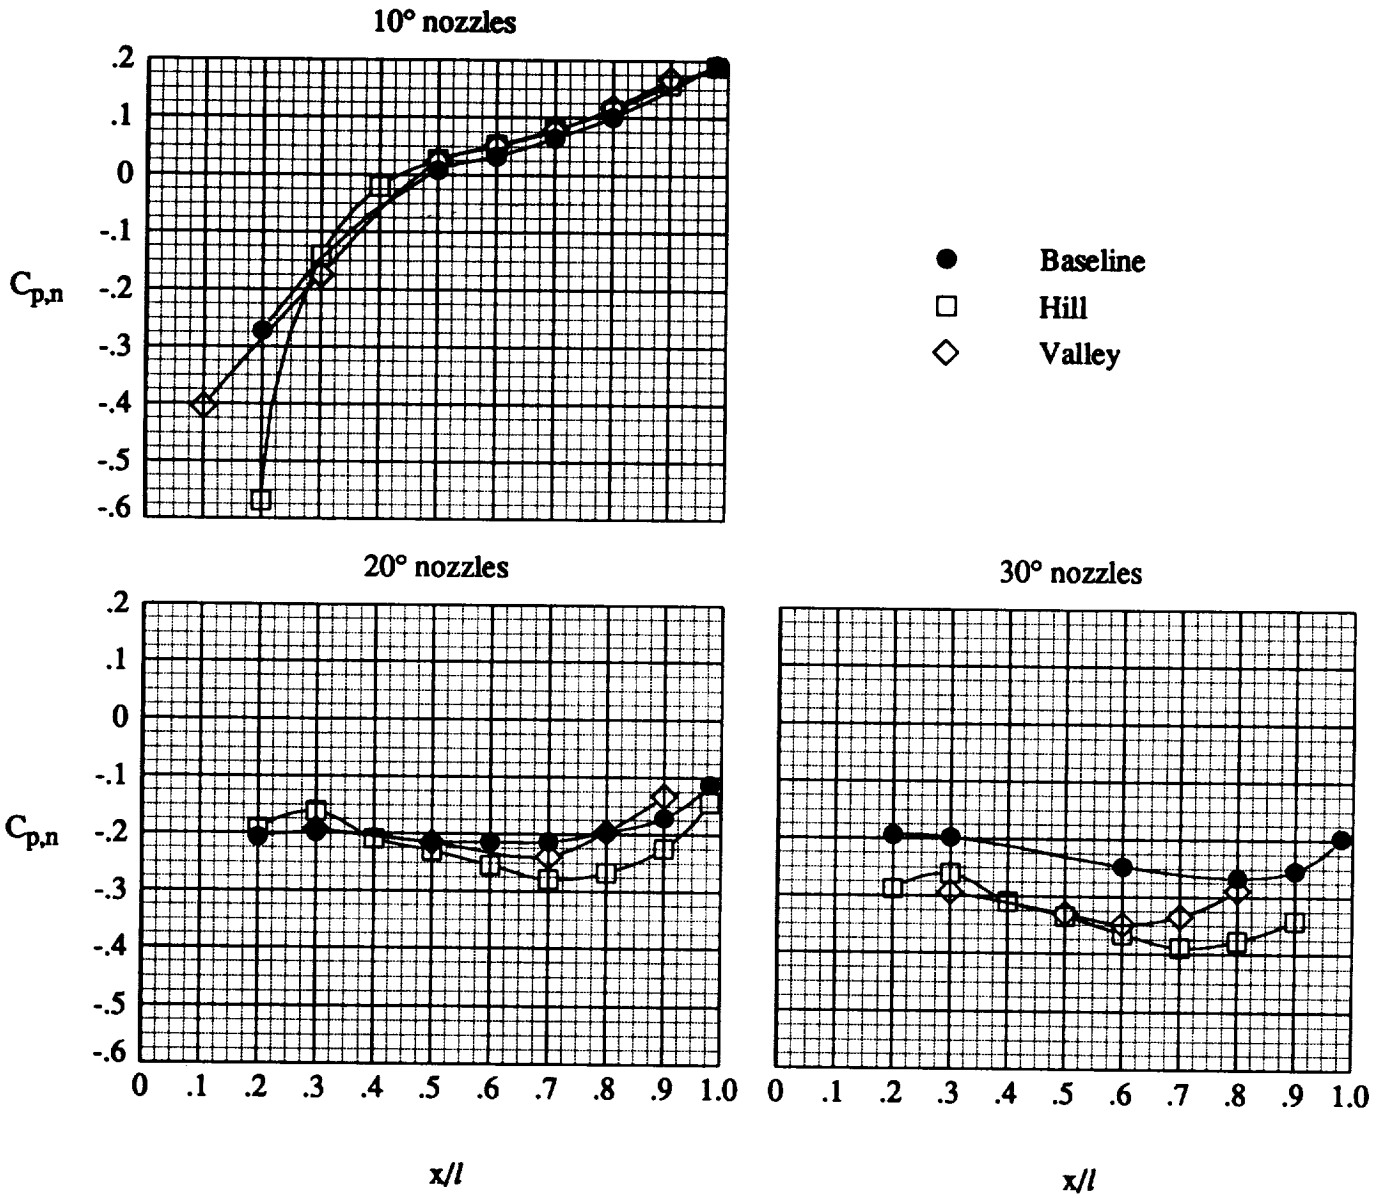 10° nozzles
.2
.1
0
-.1
-.2
-.3
-.4
-.5
-.6
C_p,n
Baseline
Hill
Valley
20° nozzles
.2
.1
0
-.1
-.2
-.3
-.4
-.5
-.6
C_p,n
0 .1 .2 .3 .4 .5 .6 .7 .8 .9 1.0
x/l
30° nozzles
0 .1 .2 .3 .4 .5 .6 .7 .8 .9 1.0
x/l